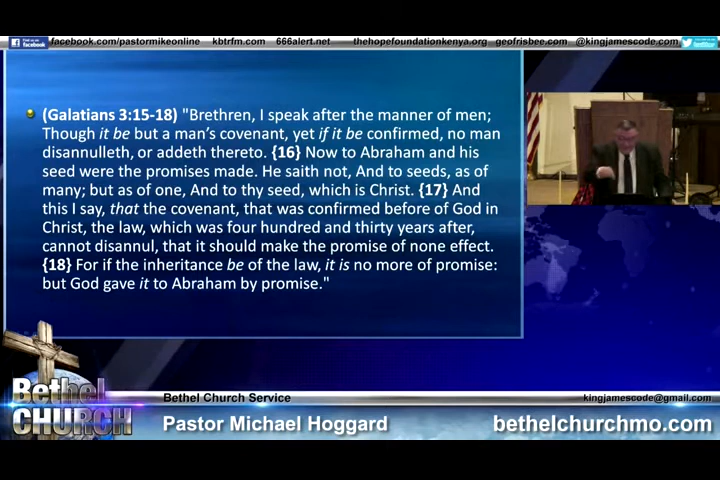 Find us on facebook facebook.com/pastormikeonline kbtrfm.com 666alert.net thehopefoundationkenya.org geofrisbee.com @kingjamescode.com twitter
(Galatians 3:15-18) "Brethren, I speak after the manner of men;
Though it be but a man's covenant, yet if it be confirmed, no man
disannulleth, or addeth thereto. {16} Now to Abraham and his
seed were the promises made. He saith not, And to seeds, as of
many; but as of one, And to thy seed, which is Christ. {17} And
this I say, that the covenant, that was confirmed before of God in
Christ, the law, which was four hundred and thirty years after,
cannot disannul, that it should make the promise of none effect.
{18} For if the inheritance be of the law, it is no more of promise:
but God gave it to Abraham by promise."
Bethel
CHURCH
Bethel Church Service kingjamescode@gmail.com
Pastor Michael Hoggard bethelchurchmo.com